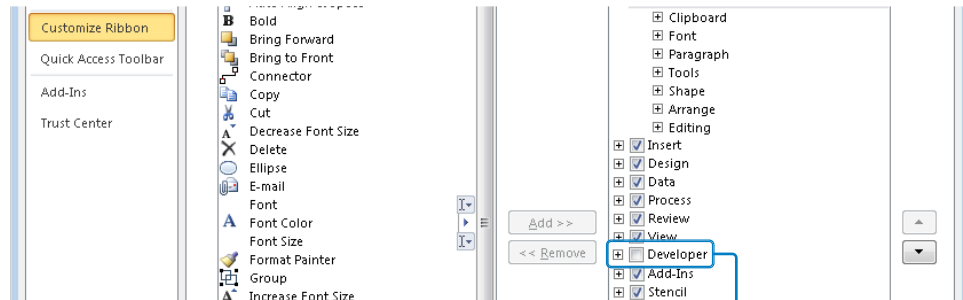 Customize Ribbon
Quick Access Toolbar
Add-Ins
Trust Center
Bold
Bring Forward
Bring to Front
Connector
Copy
Cut
Decrease Font Size
Delete
Ellipse
E-mail
Font
Font Color
Font Size
Format Painter
Group
Increase Font Size
Add >>
<< Remove
Clipboard
Font
Paragraph
Tools
Shape
Arrange
Editing
Insert
Design
Data
Process
Review
View
Developer
Add-Ins
Stencil